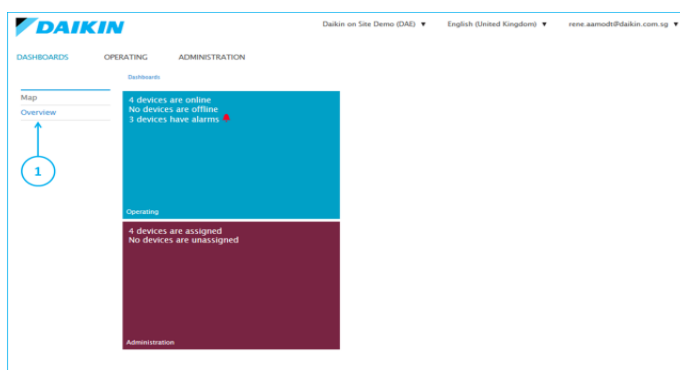 DAIKIN
Daikin on Site Demo (DAE) ▼ English (United Kingdom) ▼ rene.aamodt@daikin.com.sg ▼
DASHBOARDS OPERATING ADMINISTRATION
Dashboards
Map
Overview
1
4 devices are online
No devices are offline
3 devices have alarms
Operating
4 devices are assigned
No devices are unassigned
Administration